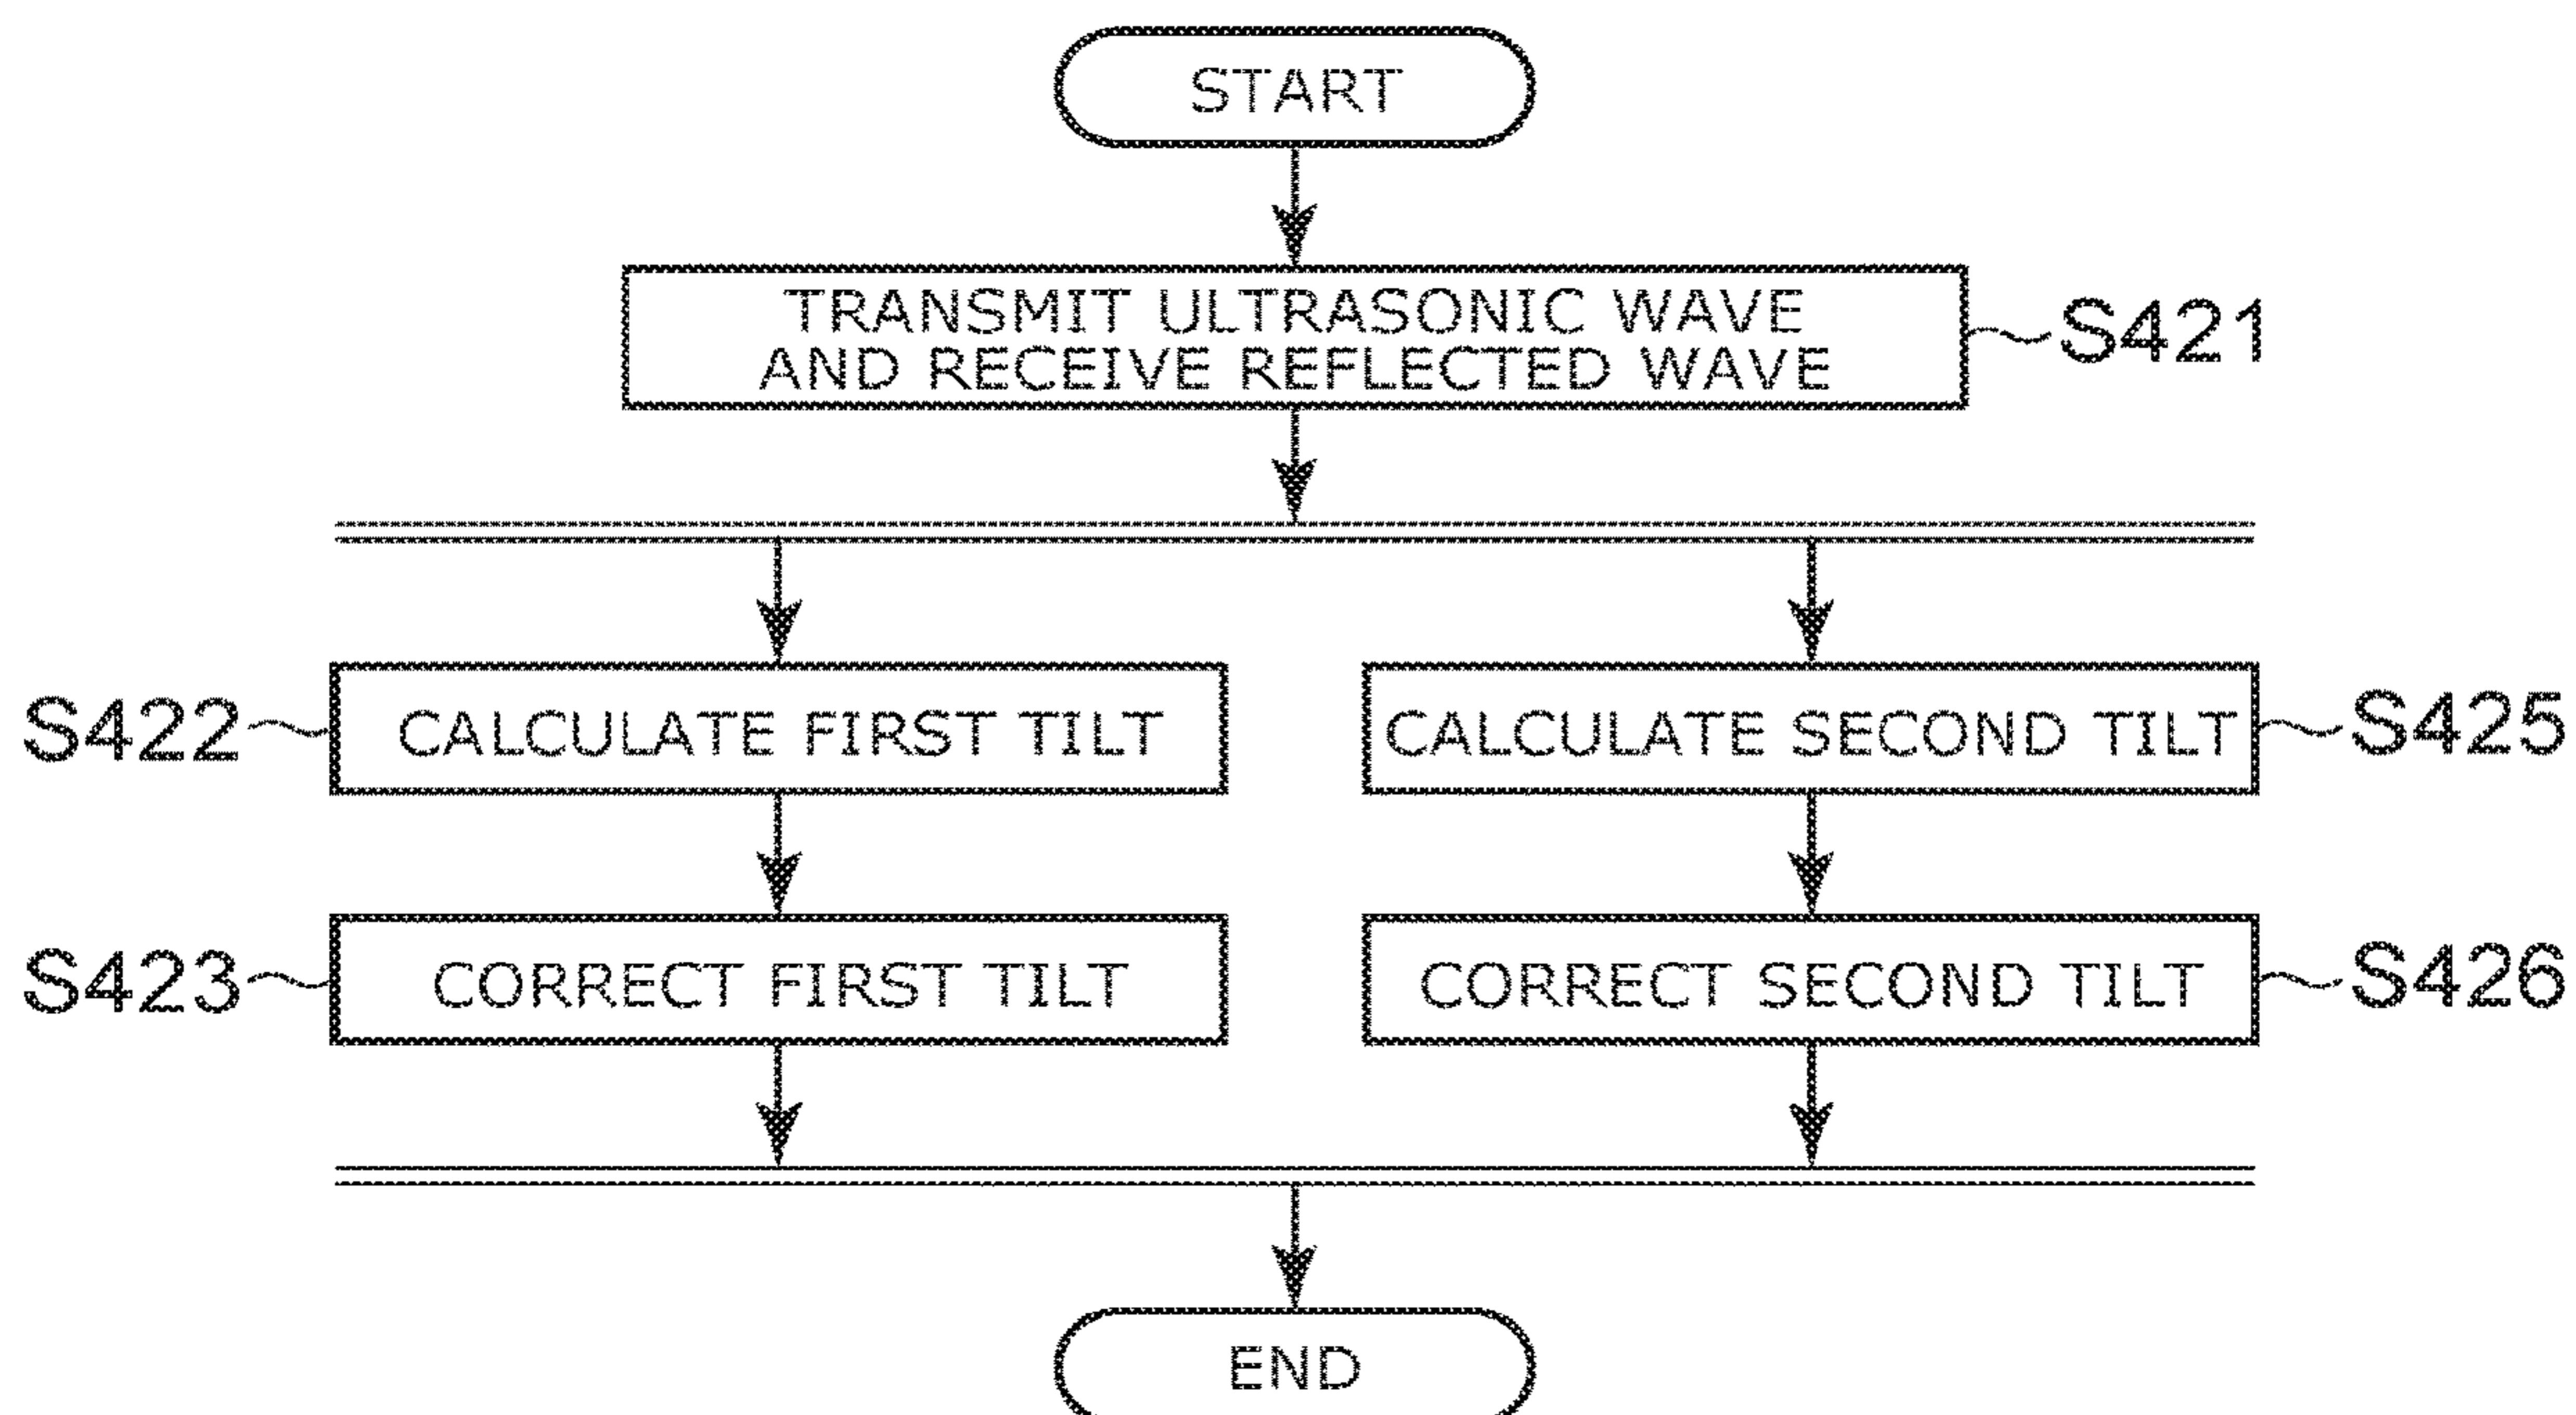 START
TRANSMIT ULTRASONIC WAVE
AND RECEIVE REFLECTED WAVE
S421
S422
CALCULATE FIRST TILT
CALCULATE SECOND TILT
S425
S423
CORRECT FIRST TILT
CORRECT SECOND TILT
S426
END